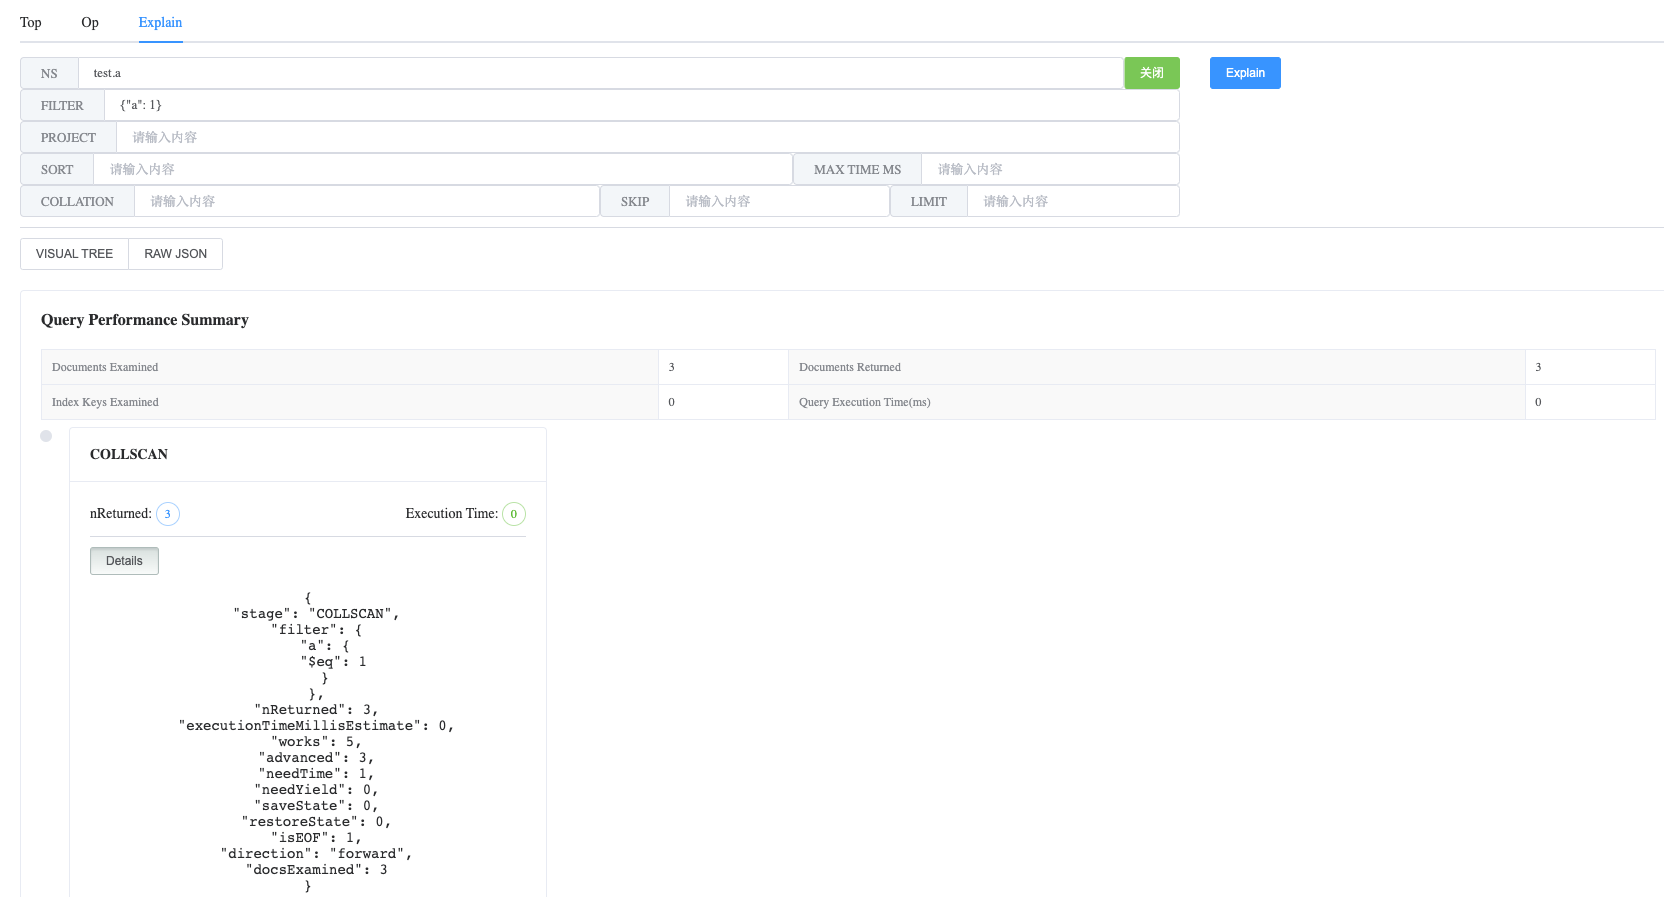 Top Op Explain
NS test.a 关闭 Explain
FILTER {"a": 1}
PROJECT 请输入内容
SORT 请输入内容 MAX TIME MS 请输入内容
COLLATION 请输入内容 SKIP 请输入内容 LIMIT 请输入内容
VISUAL TREE RAW JSON
Query Performance Summary
Documents Examined 3 Documents Returned 3
Index Keys Examined 0 Query Execution Time(ms) 0
COLLSCAN
nReturned: 3 Execution Time: 0
Details
{
"stage": "COLLSCAN",
"filter": {
"a": {
"$eq": 1
}
},
"nReturned": 3,
"executionTimeMillisEstimate": 0,
"works": 5,
"advanced": 3,
"needTime": 1,
"needYield": 0,
"saveState": 0,
"restoreState": 0,
"isEOF": 1,
"direction": "forward",
"docsExamined": 3
}